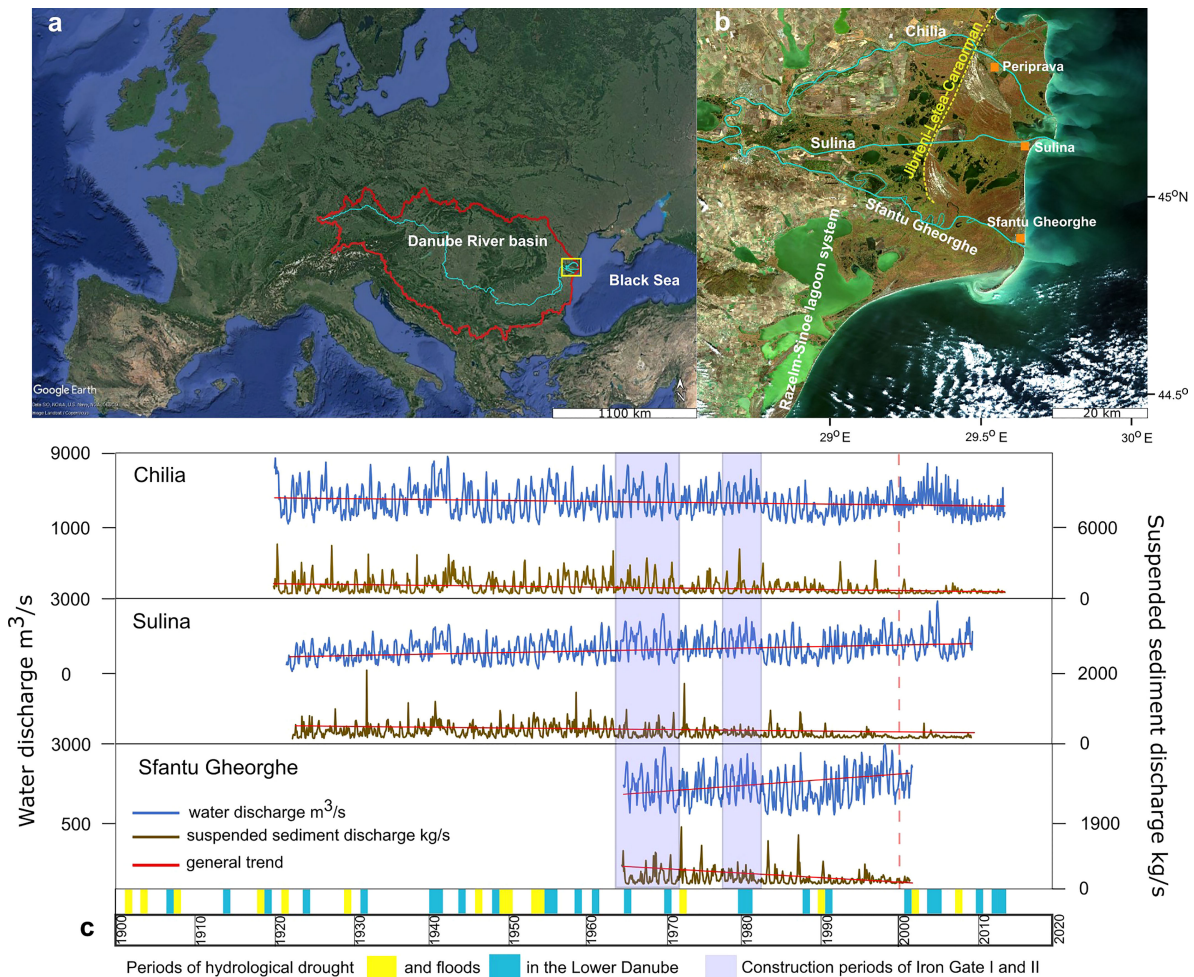 a
Danube River basin
Black Sea
Google Earth
1100 km
b
Chilia
Periprava
Jibrieni-Letea-Caraorman
Sulina
Sulina
Sfantu Gheorghe
Sfantu Gheorghe
Razelm-Sinoe lagoon system
20 km
45°N
44.5°
29°E
29.5°
30°E
Water discharge m3/s
9000
1000
3000
0
3000
500
Chilia
Sulina
Sfantu Gheorghe
water discharge m3/s
suspended sediment discharge kg/s
general trend
6000
0
2000
0
1900
0
Suspended sediment discharge kg/s
c
1900
1910
1920
1930
1940
1950
1960
1970
1980
1990
2000
2010
2020
Periods of hydrological drought and floods in the Lower Danube
Construction periods of Iron Gate I and II